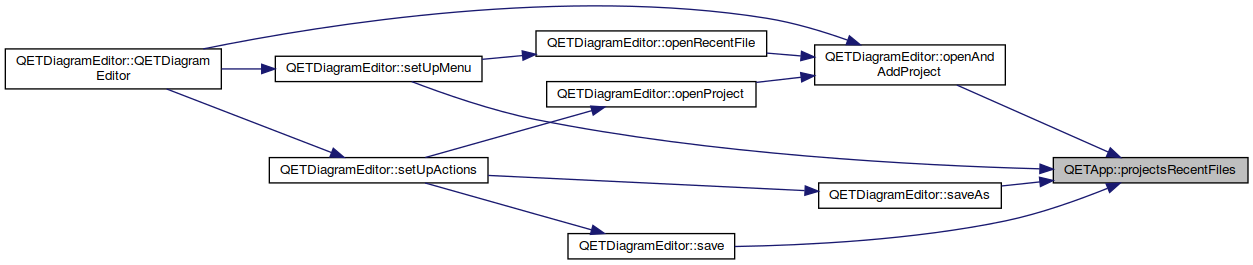 QETDiagramEditor::QETDiagram
Editor
QETDiagramEditor::setUpMenu
QETDiagramEditor::openRecentFile
QETDiagramEditor::openAnd
AddProject
QETDiagramEditor::openProject
QETDiagramEditor::setUpActions
QETApp::projectsRecentFiles
QETDiagramEditor::saveAs
QETDiagramEditor::save